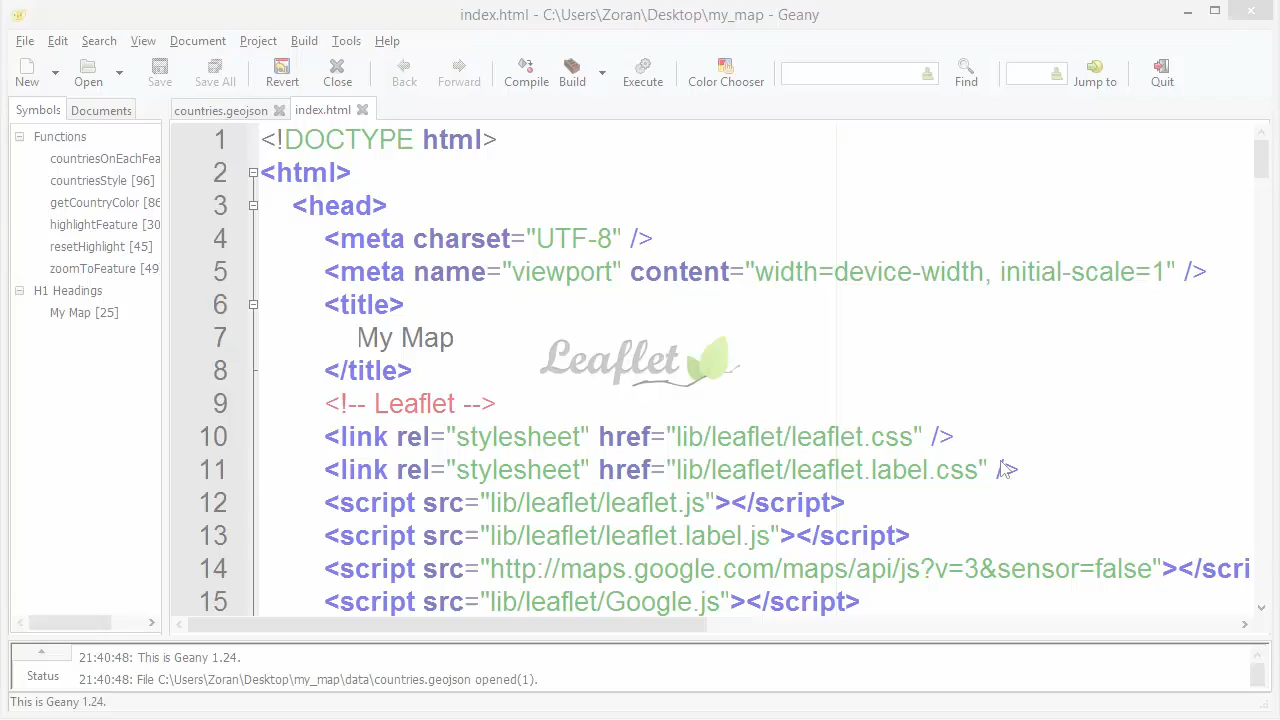 index.html - C:\Users\Zoran\Desktop\my_map - Geany
File Edit Search View Document Project Build Tools Help
New Open Save Save All Revert Close Back Forward Compile Build Execute Color Chooser Find Jump to Quit
Symbols Documents countries.geojson index.html
Functions
countriesOnEachFea
countriesStyle [96]
getCountryColor [86
highlightFeature [30
resetHighlight [45]
zoomToFeature [49
H1 Headings
My Map [25]
1 <!DOCTYPE html>
2 <html>
3 <head>
4 <meta charset="UTF-8" />
5 <meta name="viewport" content="width=device-width, initial-scale=1" />
6 <title>
7 My Map
8 </title>
9 <!-- Leaflet -->
10 <link rel="stylesheet" href="lib/leaflet/leaflet.css" />
11 <link rel="stylesheet" href="lib/leaflet/leaflet.label.css" />
12 <script src="lib/leaflet/leaflet.js"></script>
13 <script src="lib/leaflet/leaflet.label.js"></script>
14 <script src="http://maps.google.com/maps/api/js?v=3&sensor=false"></scri
15 <script src="lib/leaflet/Google.js"></script>
Leaflet
Status
21:40:48: This is Geany 1.24.
21:40:48: File C:\Users\Zoran\Desktop\my_map\data\countries.geojson opened(1).
This is Geany 1.24.